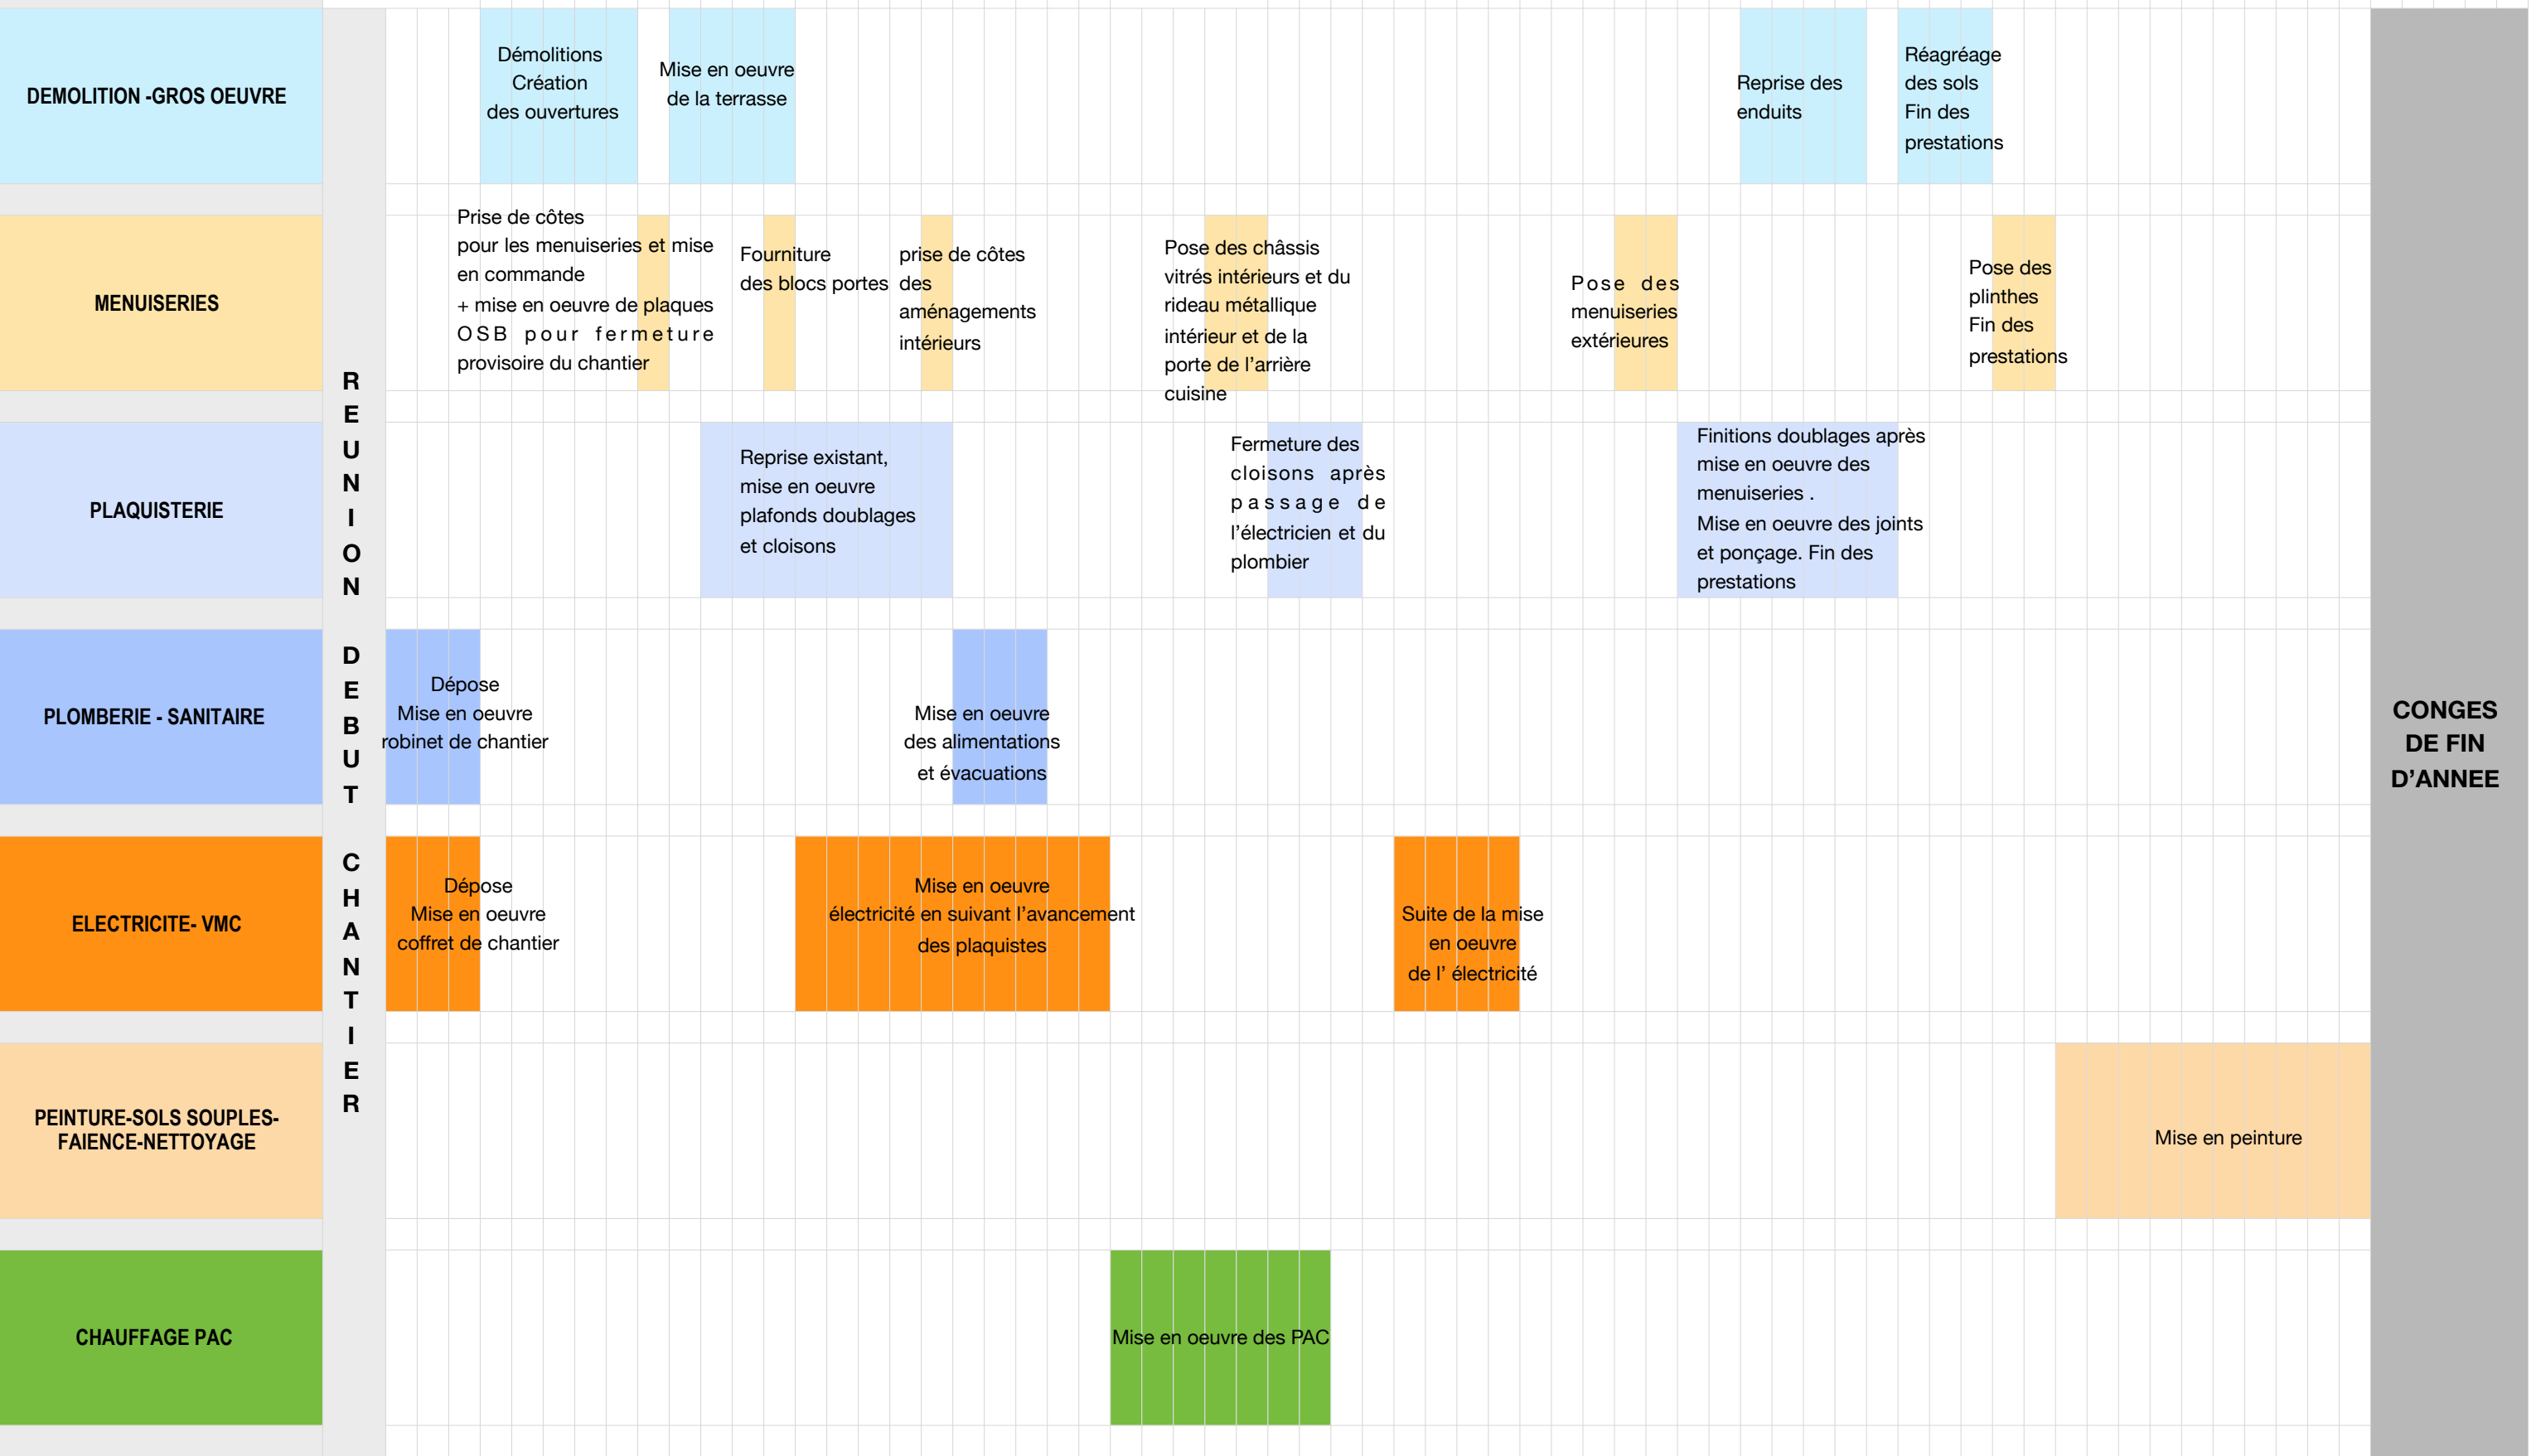 DEMOLITION -GROS OEUVRE
Démolitions
Création
des ouvertures
Mise en oeuvre
de la terrasse
Reprise des
enduits
Réagréage
des sols
Fin des
prestations
MENUISERIES
Prise de côtes
pour les menuiseries et mise
en commande
+ mise en oeuvre de plaques
OSB pour fermeture
provisoire du chantier
Fourniture
des blocs portes
prise de côtes
des
aménagements
intérieurs
Pose des châssis
vitrés intérieurs et du
rideau métallique
intérieur et de la
porte de l’arrière
cuisine
Pose des
menuiseries
extérieures
Pose des
plinthes
Fin des
prestations
REUNION DEBUT CHANTIER
PLAQUISTERIE
Reprise existant,
mise en oeuvre
plafonds doublages
et cloisons
Fermeture des
cloisons après
passage de
l’électricien et du
plombier
Finitions doublages après
mise en oeuvre des
menuiseries .
Mise en oeuvre des joints
et ponçage. Fin des
prestations
PLOMBERIE - SANITAIRE
Dépose
Mise en oeuvre
robinet de chantier
Mise en oeuvre
des alimentations
et évacuations
CONGES
DE FIN
D’ANNEE
ELECTRICITE- VMC
Dépose
Mise en oeuvre
coffret de chantier
Mise en oeuvre
électricité en suivant l’avancement
des plaquistes
Suite de la mise
en oeuvre
de l’ électricité
PEINTURE-SOLS SOUPLES-
FAIENCE-NETTOYAGE
Mise en peinture
CHAUFFAGE PAC
Mise en oeuvre des PAC